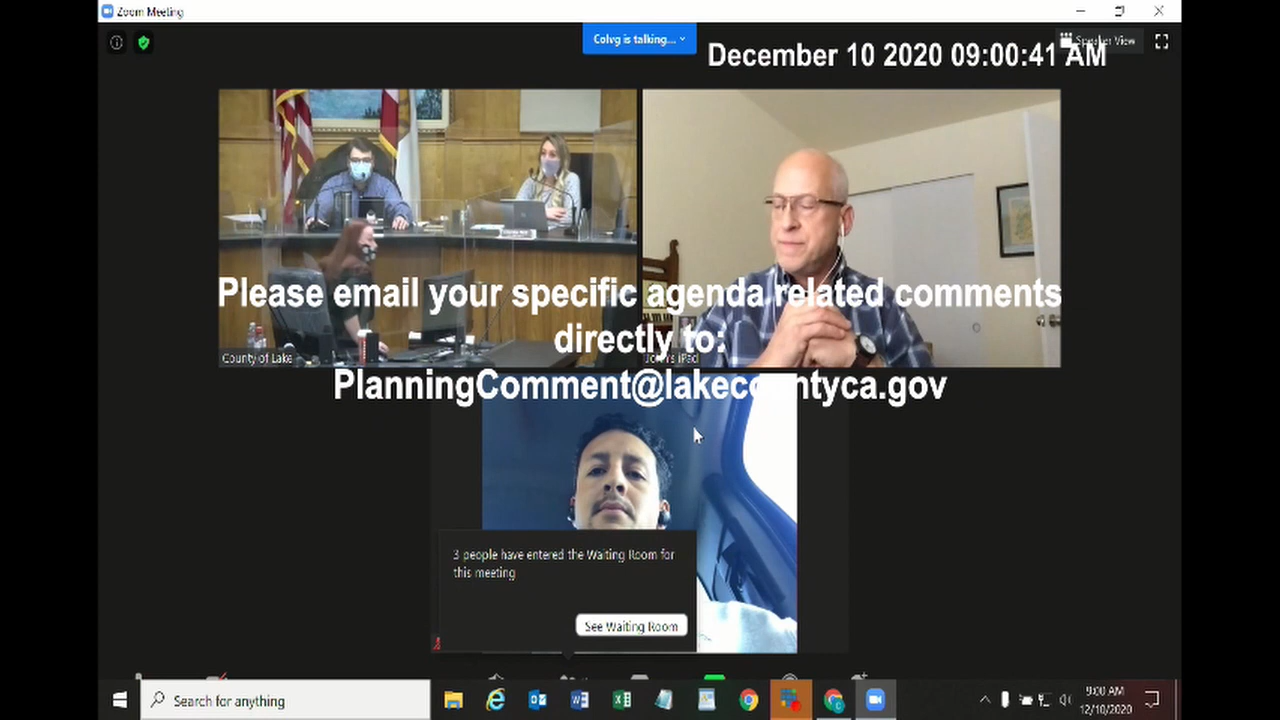 Zoom Meeting
Colvg is talking...
Speaker View
December 10 2020 09:00:41 AM
Please email your specific agenda related comments
directly to:
PlanningComment@lakecountyca.gov
County of Lake
iPad
3 people have entered the Waiting Room for
this meeting
See Waiting Room
Search for anything
9:00 AM
12/10/2020